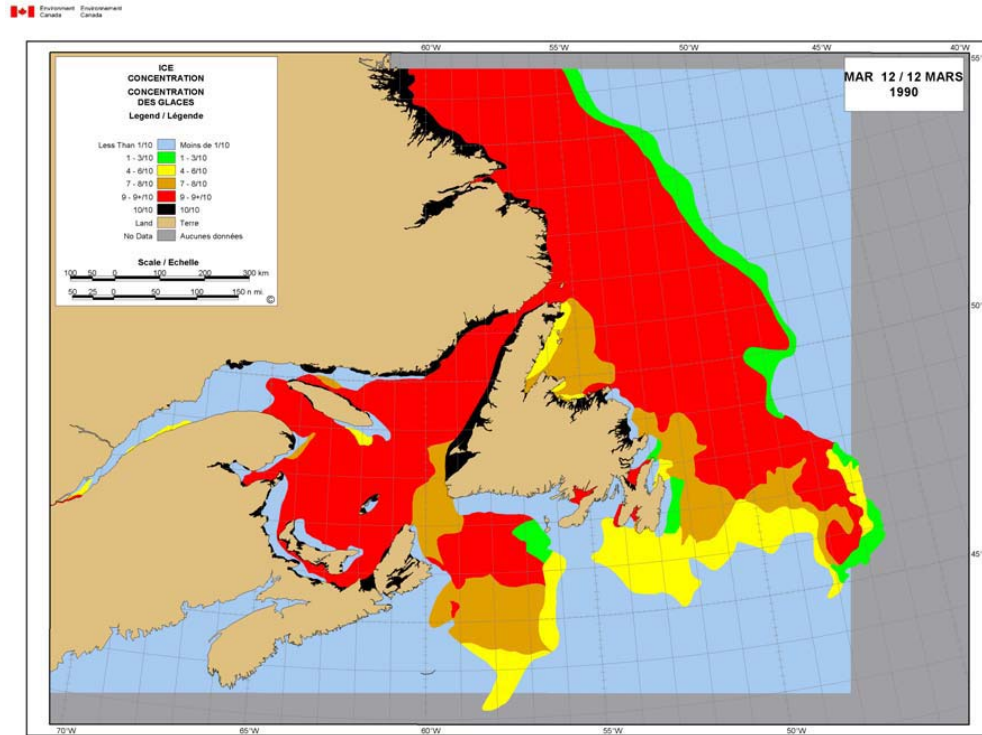 Environment Environnement
Canada Canada
60°W 55°W 50°W 45°W 40°W
ICE
CONCENTRATION
CONCENTRATION
DES GLACES
Legend / Légende
Less Than 1/10 Moins de 1/10
1 - 3/10 1 - 3/10
4 - 6/10 4 - 6/10
7 - 8/10 7 - 8/10
9 - 9+/10 9 - 9+/10
10/10 10/10
Land Terre
No Data Aucunes données
Scale / Echelle
100 50 0 100 200 300 km
50 25 0 50 100 150 n mi.
©
MAR 12 / 12 MARS
1990
55°
50°
45°
70°W 65°W 60°W 55°W 50°W